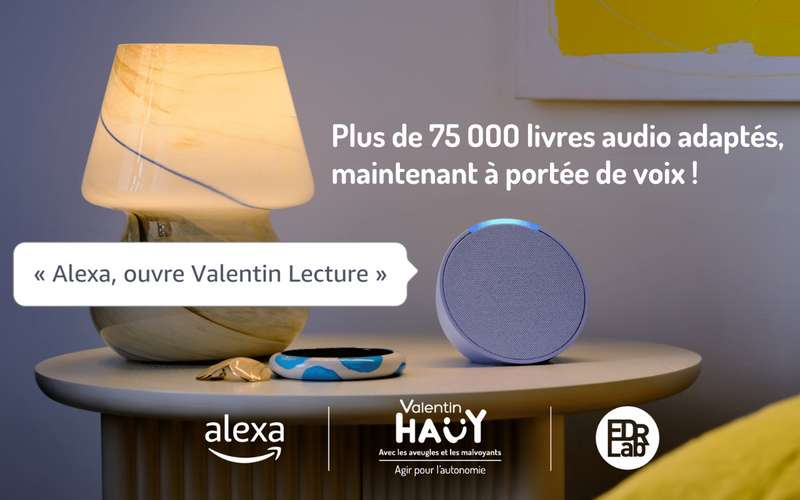 Plus de 75 000 livres audio adaptés,
maintenant à portée de voix !
« Alexa, ouvre Valentin Lecture »
alexa
Valentin
HAÜY
Avec les aveugles et les malvoyants
Agir pour l'autonomie
EDR
Lab